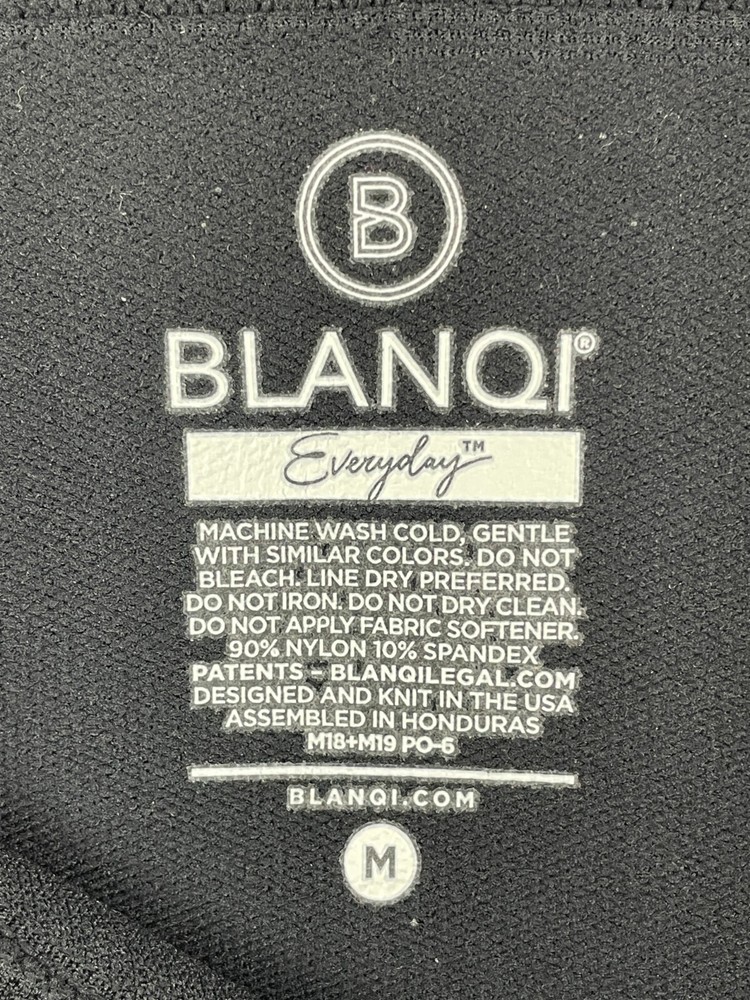 B
BLANQI®
Everyday™
MACHINE WASH COLD, GENTLE
WITH SIMILAR COLORS. DO NOT
BLEACH. LINE DRY PREFERRED.
DO NOT IRON. DO NOT DRY CLEAN.
DO NOT APPLY FABRIC SOFTENER.
90% NYLON 10% SPANDEX
PATENTS – BLANQILEGAL.COM
DESIGNED AND KNIT IN THE USA
ASSEMBLED IN HONDURAS
M18+M19 PO-6
BLANQI.COM
M